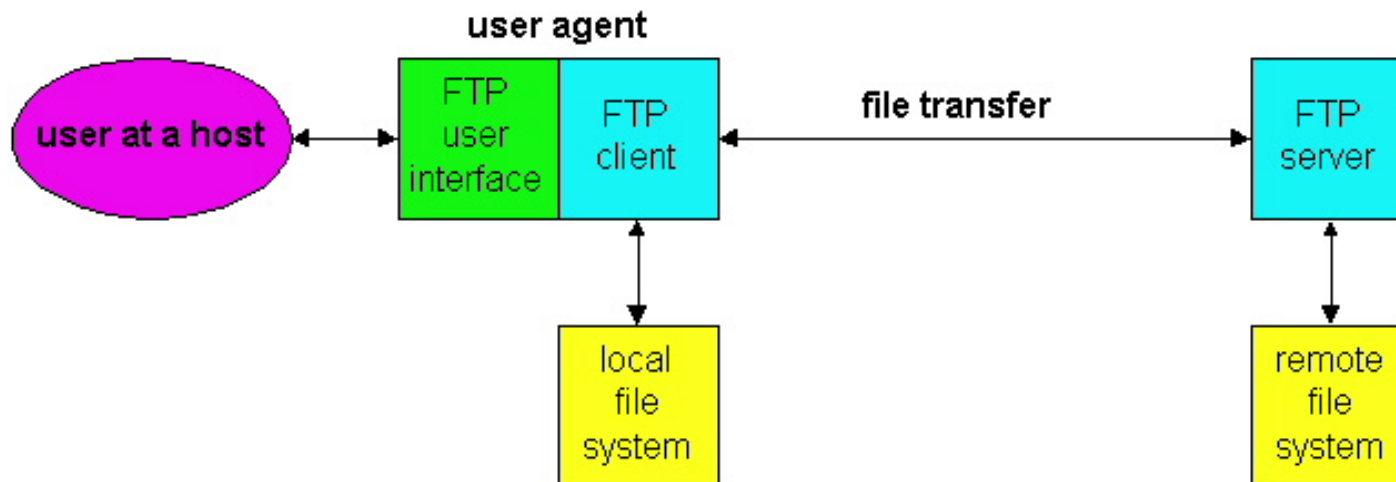 user agent
user at a host
FTP
user
interface
FTP
client
file transfer
FTP
server
local
file
system
remote
file
system